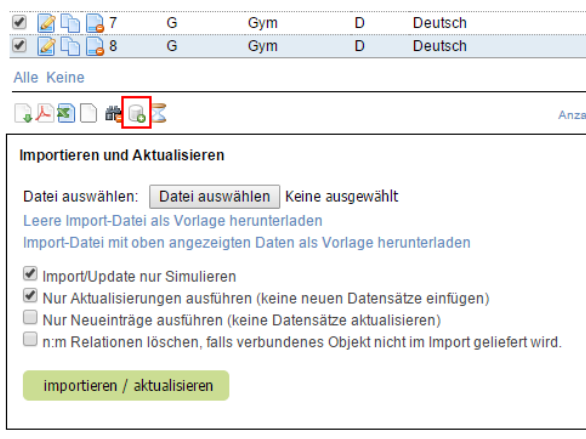 7 G Gym D Deutsch
8 G Gym D Deutsch
Alle Keine
Anza
Importieren und Aktualisieren
Datei auswählen: Datei auswählen Keine ausgewählt
Leere Import-Datei als Vorlage herunterladen
Import-Datei mit oben angezeigten Daten als Vorlage herunterladen
Import/Update nur Simulieren
Nur Aktualisierungen ausführen (keine neuen Datensätze einfügen)
Nur Neueinträge ausführen (keine Datensätze aktualisieren)
n:m Relationen löschen, falls verbundenes Objekt nicht im Import geliefert wird.
importieren / aktualisieren